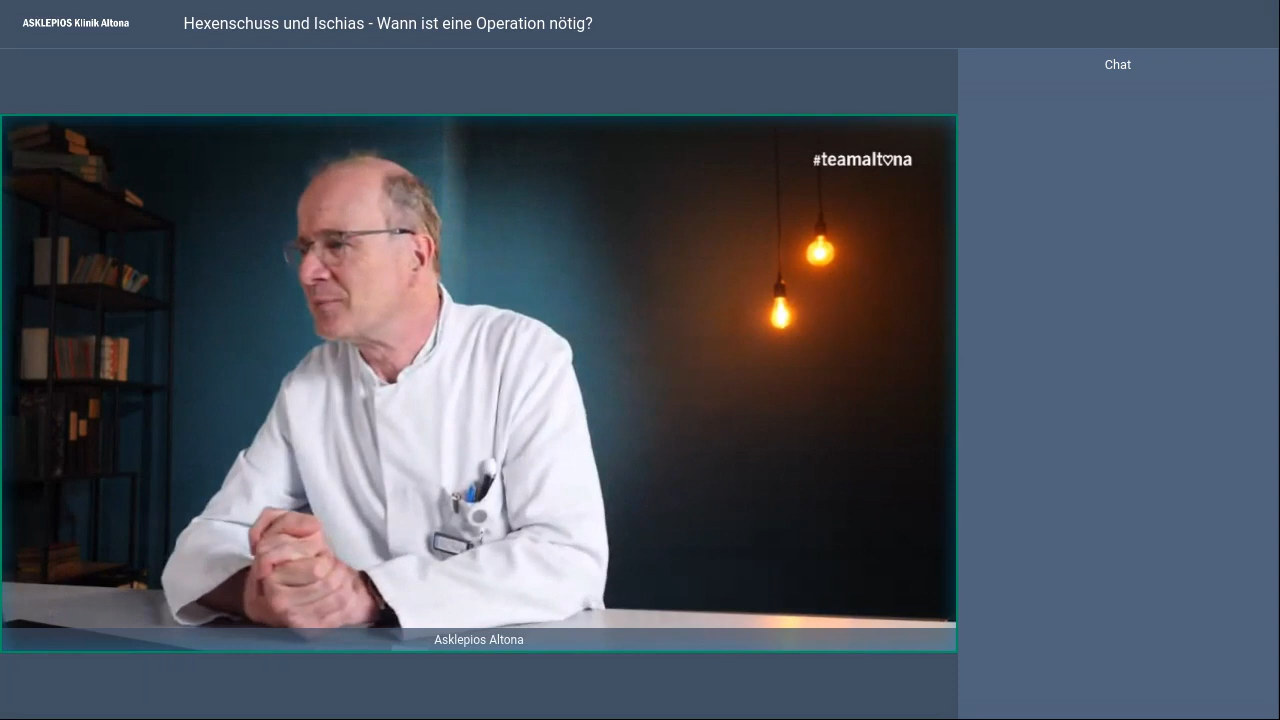 ASKLEPIOS Klinik Altona
Hexenschuss und Ischias - Wann ist eine Operation nötig?
Chat
#teamaltona
Asklepios Altona